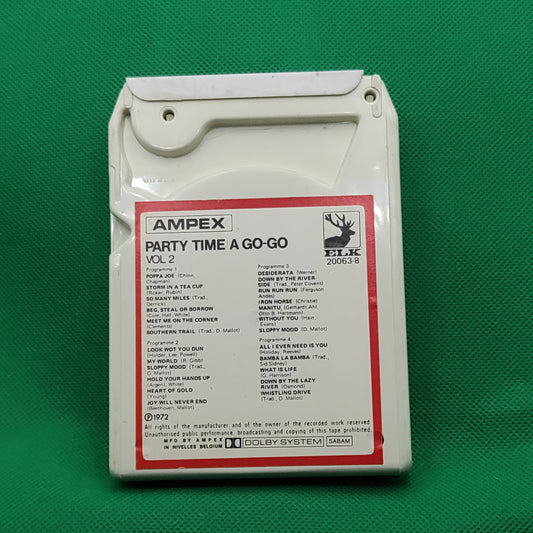 AMPEX
ELK
20063-8
PARTY TIME A GO-GO
VOL 2
Programme 1
POPPA JOE (Chinn,
Chapman)
STORM IN A TEA CUP
(Roker, Rubin)
SO MANY MILES (Trad.,
Derrick)
BEG, STEAL OR BORROW
(Cole, Hall, White)
MEET ME ON THE CORNER
(Clements)
SOUTHERN TRAIL (Trad., D. Mallot)
Programme 2
LOOK WOT YOU DUN
(Holder, Lee, Powell)
MY WORLD (R. Gibb)
SLOPPY MOOD (Trad.,
D. Mallot)
HOLD YOUR HANDS UP
(Argent, White)
HEART OF GOLD
(Young)
JOY WILL NEVER END
(Beethoven, Mallot)
Programme 3
DESIDERATA (Werner)
DOWN BY THE RIVER-
SIDE (Trad., Peter Covent)
RUN RUN RUN (Ferguson
Andes)
IRON HORSE (Christie)
MANITU (Gerhardt, Ahl,
Otto B. Hartmann)
WITHOUT YOU (Ham,
Evans)
SLOPPY MOOD (D. Mallot)
Programme 4
ALL I EVER NEED IS YOU
(Holiday, Reeves)
BAMBA LA BAMBA (Trad.,
Sid Sidney)
WHAT IS LIFE
(G. Harrison)
DOWN BY THE LAZY
RIVER (Osmond)
WHISTLING DRIVE
(Trad., D. Mallot)
Ⓟ 1972
All rights of the manufacturer and of the owner of the recorded work reserved
Unauthorised public performance, broadcasting and copying of this tape prohibited.
MFD BY AMPEX
IN NIVELLES BELGIUM
DOLBY SYSTEM
SABAM